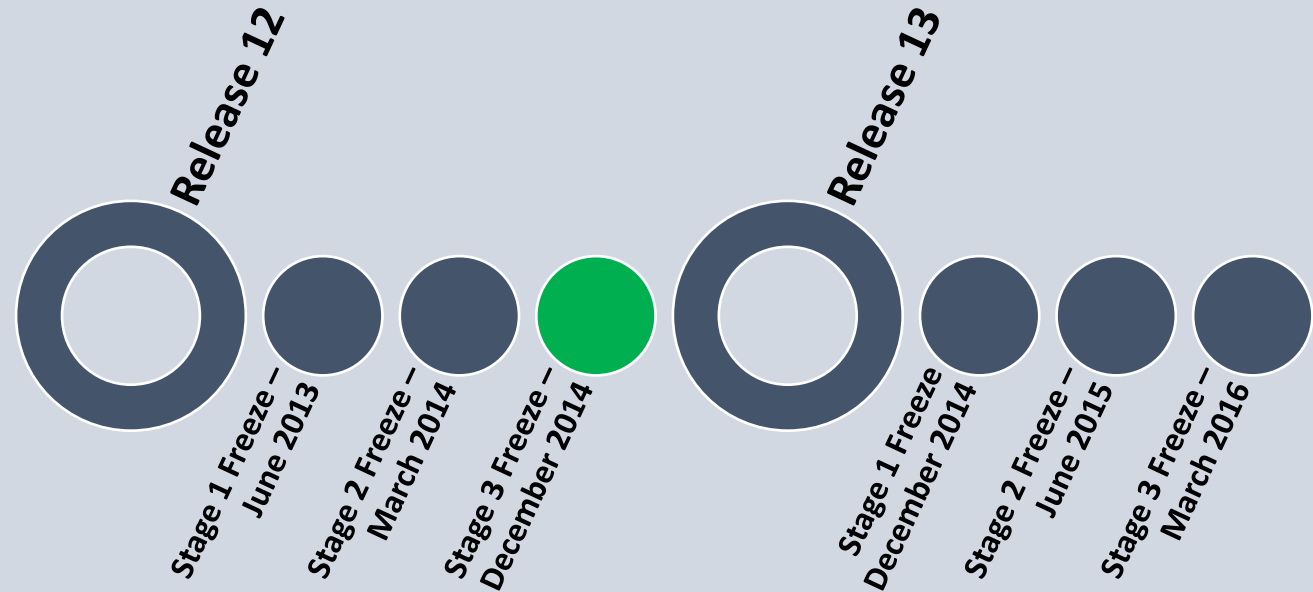 Release 12
Stage 1 Freeze –
June 2013
Stage 2 Freeze –
March 2014
Stage 3 Freeze –
December 2014
Release 13
Stage 1 Freeze
December 2014
Stage 2 Freeze –
June 2015
Stage 3 Freeze –
March 2016